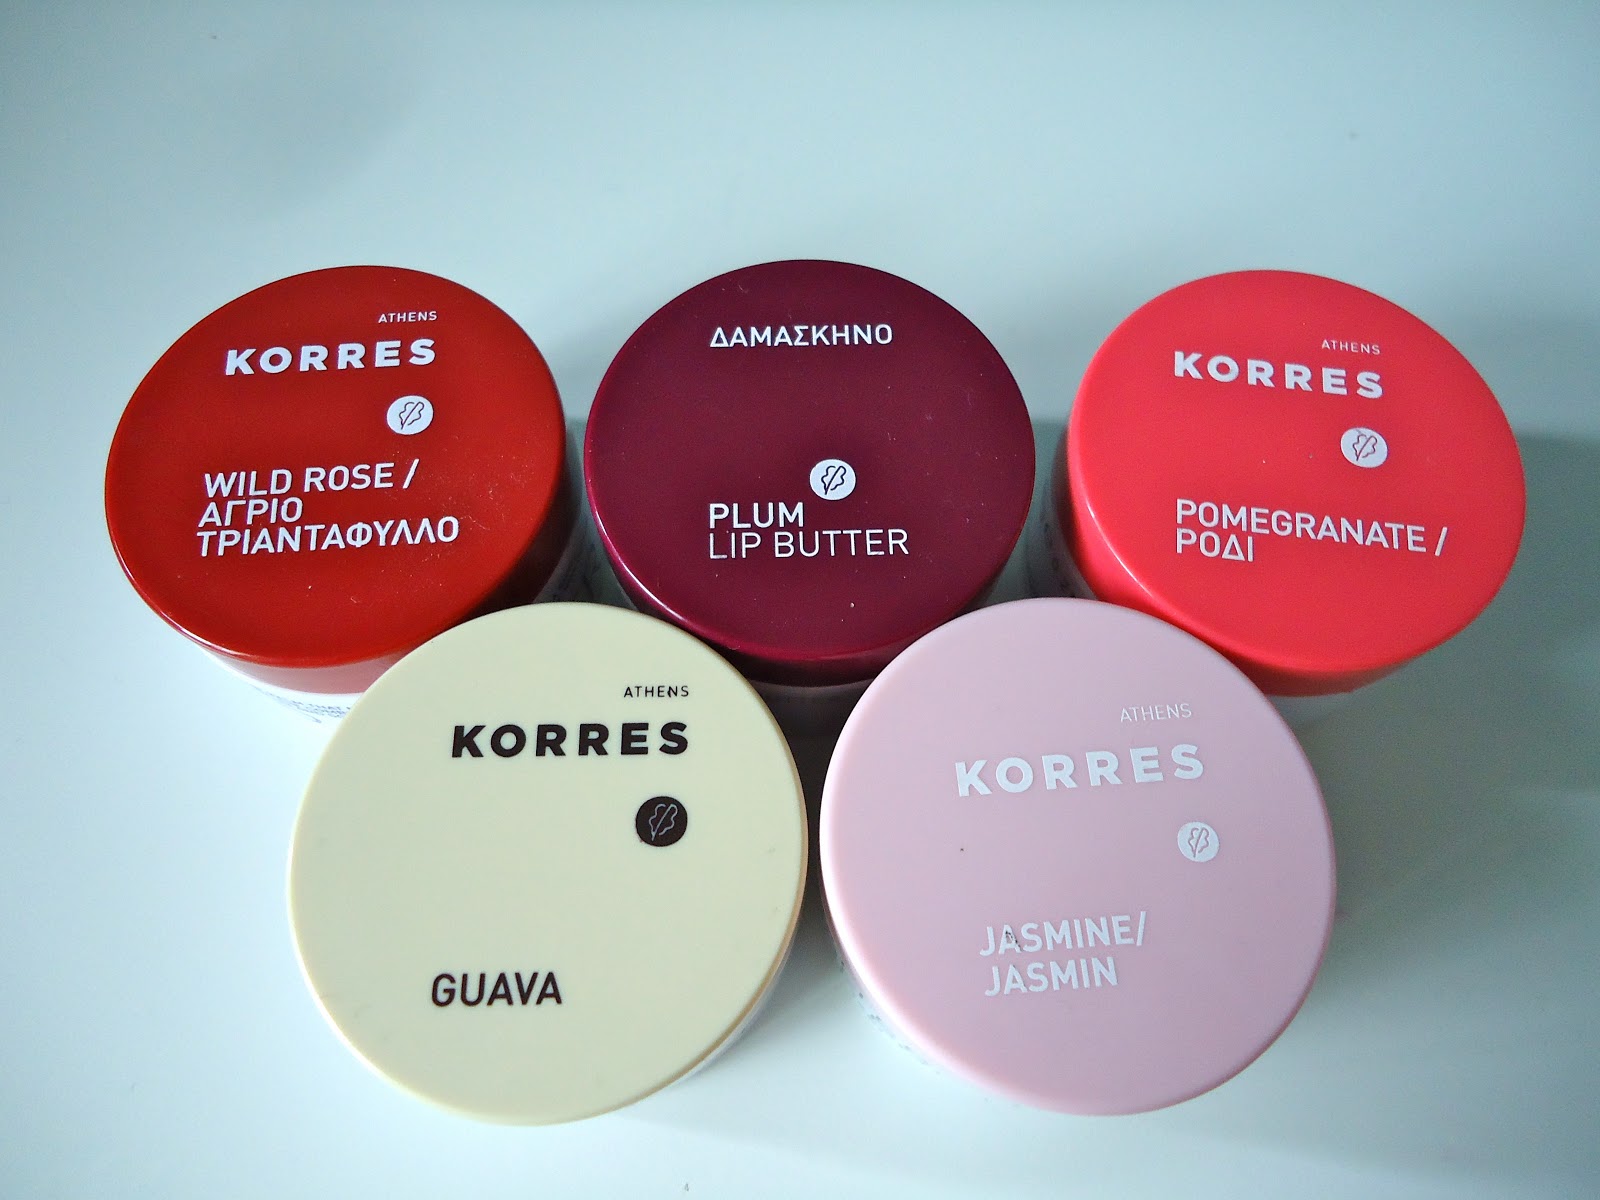 ATHENS
KORRES
WILD ROSE /
ΑΓΡΙΟ
ΤΡΙΑΝΤΑΦΥΛΛΟ
ΔΑΜΑΣΚΗΝΟ
PLUM
LIP BUTTER
ATHENS
KORRES
POMEGRANATE /
ΡΟΔΙ
ATHENS
KORRES
GUAVA
ATHENS
KORRES
JASMINE/
JASMIN